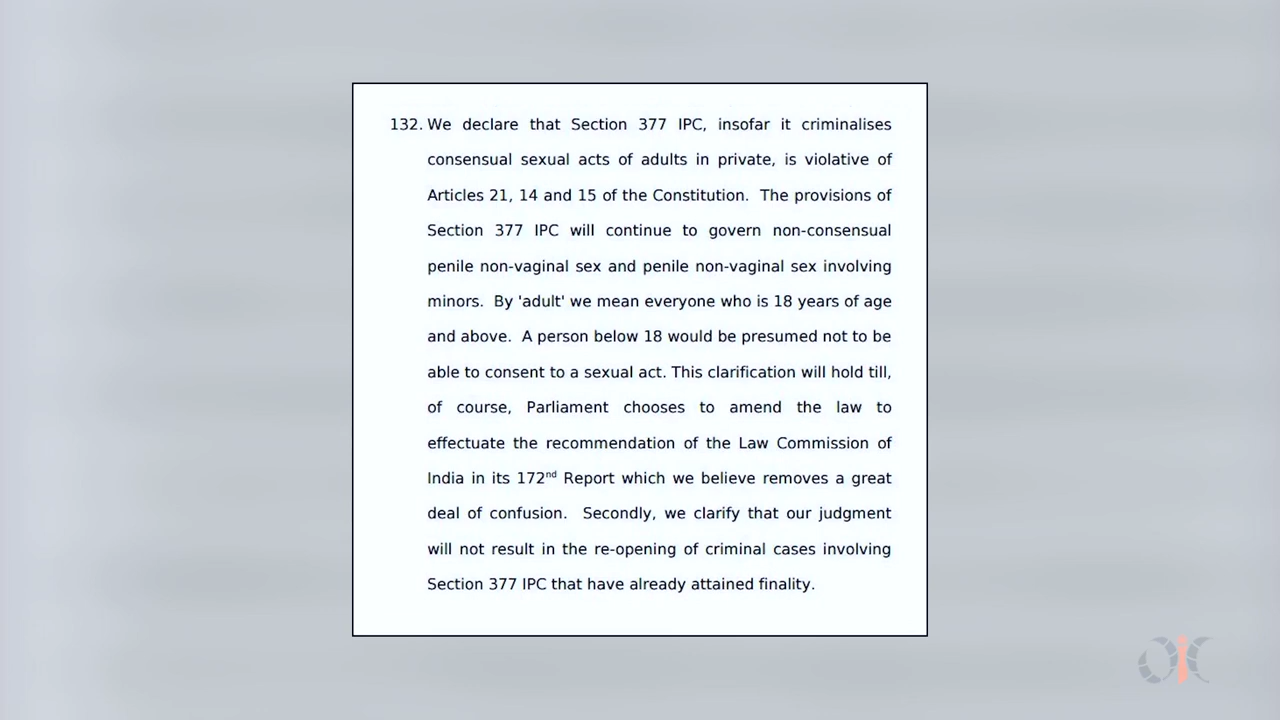 132. We declare that Section 377 IPC, insofar it criminalises
consensual sexual acts of adults in private, is violative of
Articles 21, 14 and 15 of the Constitution. The provisions of
Section 377 IPC will continue to govern non-consensual
penile non-vaginal sex and penile non-vaginal sex involving
minors. By 'adult' we mean everyone who is 18 years of age
and above. A person below 18 would be presumed not to be
able to consent to a sexual act. This clarification will hold till,
of course, Parliament chooses to amend the law to
effectuate the recommendation of the Law Commission of
India in its 172nd Report which we believe removes a great
deal of confusion. Secondly, we clarify that our judgment
will not result in the re-opening of criminal cases involving
Section 377 IPC that have already attained finality.